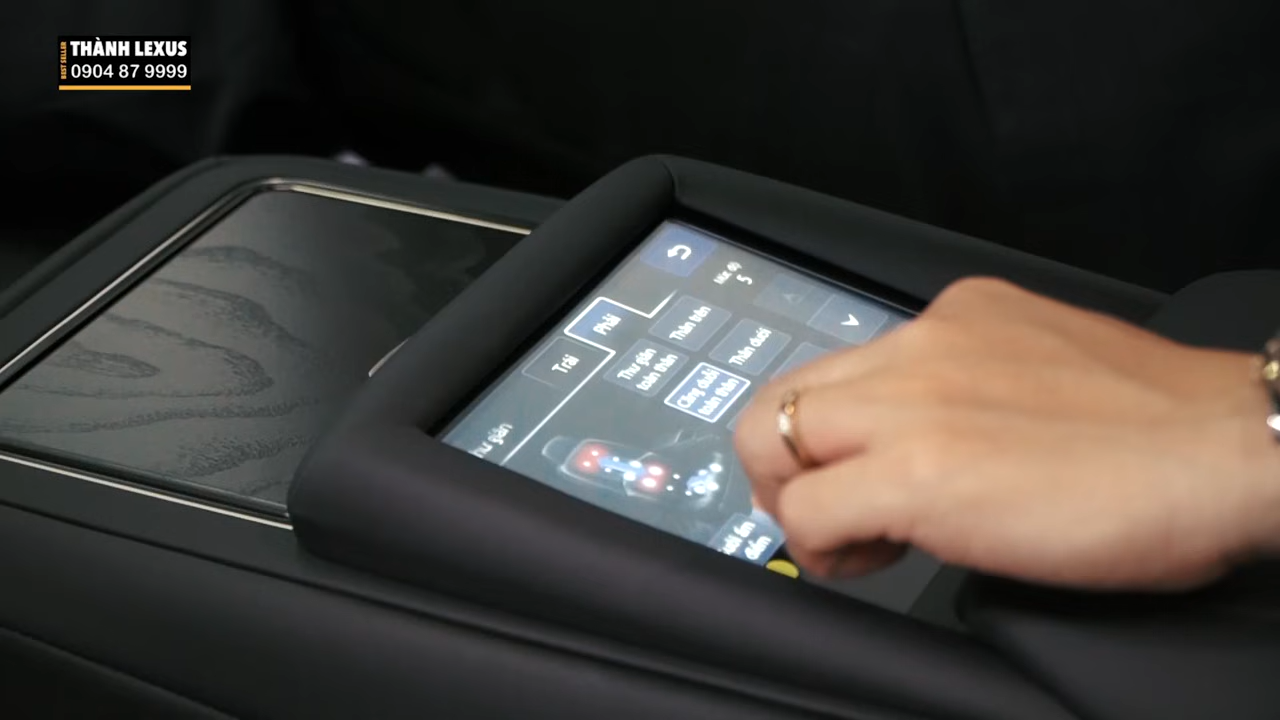 BEST SELLER
THÀNH LEXUS
0904 87 9999
Mức độ
5
Phải
Trái
Thân trên
Thư giãn
toàn thân
Thân dưới
Căng duỗi
toàn thân
giãn